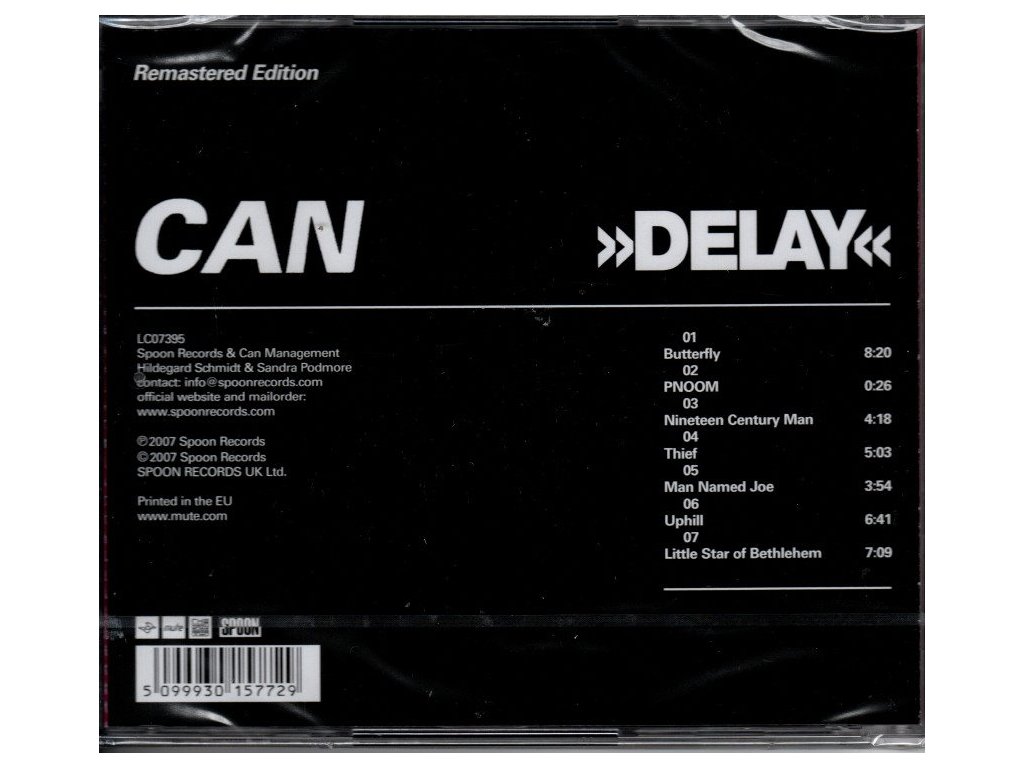 Remastered Edition
CAN
»DELAY«
LC07395
Spoon Records & Can Management
Hildegard Schmidt & Sandra Podmore
contact: info@spoonrecords.com
official website and mailorder:
www.spoonrecords.com
℗2007 Spoon Records
©2007 Spoon Records
SPOON RECORDS UK Ltd.
Printed in the EU
www.mute.com
01
Butterfly 8:20
02
PNOOM 0:26
03
Nineteen Century Man 4:18
04
Thief 5:03
05
Man Named Joe 3:54
06
Uphill 6:41
07
Little Star of Bethlehem 7:09
mute SPOON
5 099930 157729